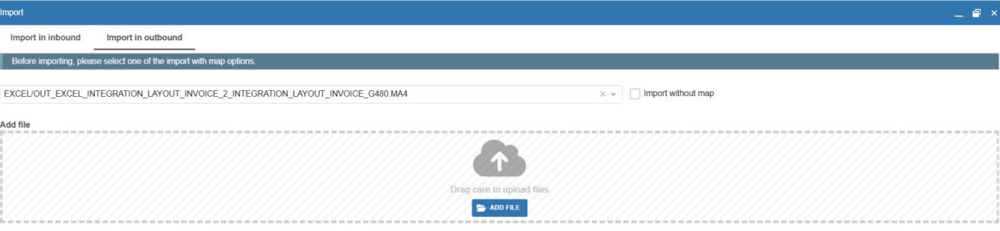 Import
Import in inbound Import in outbound
Before importing, please select one of the import with map options.
EXCEL/OUT_EXCEL_INTEGRATION_LAYOUT_INVOICE_2_INTEGRATION_LAYOUT_INVOICE_G480.MA4 Import without map
Add file
Drag care to upload files
ADD FILE